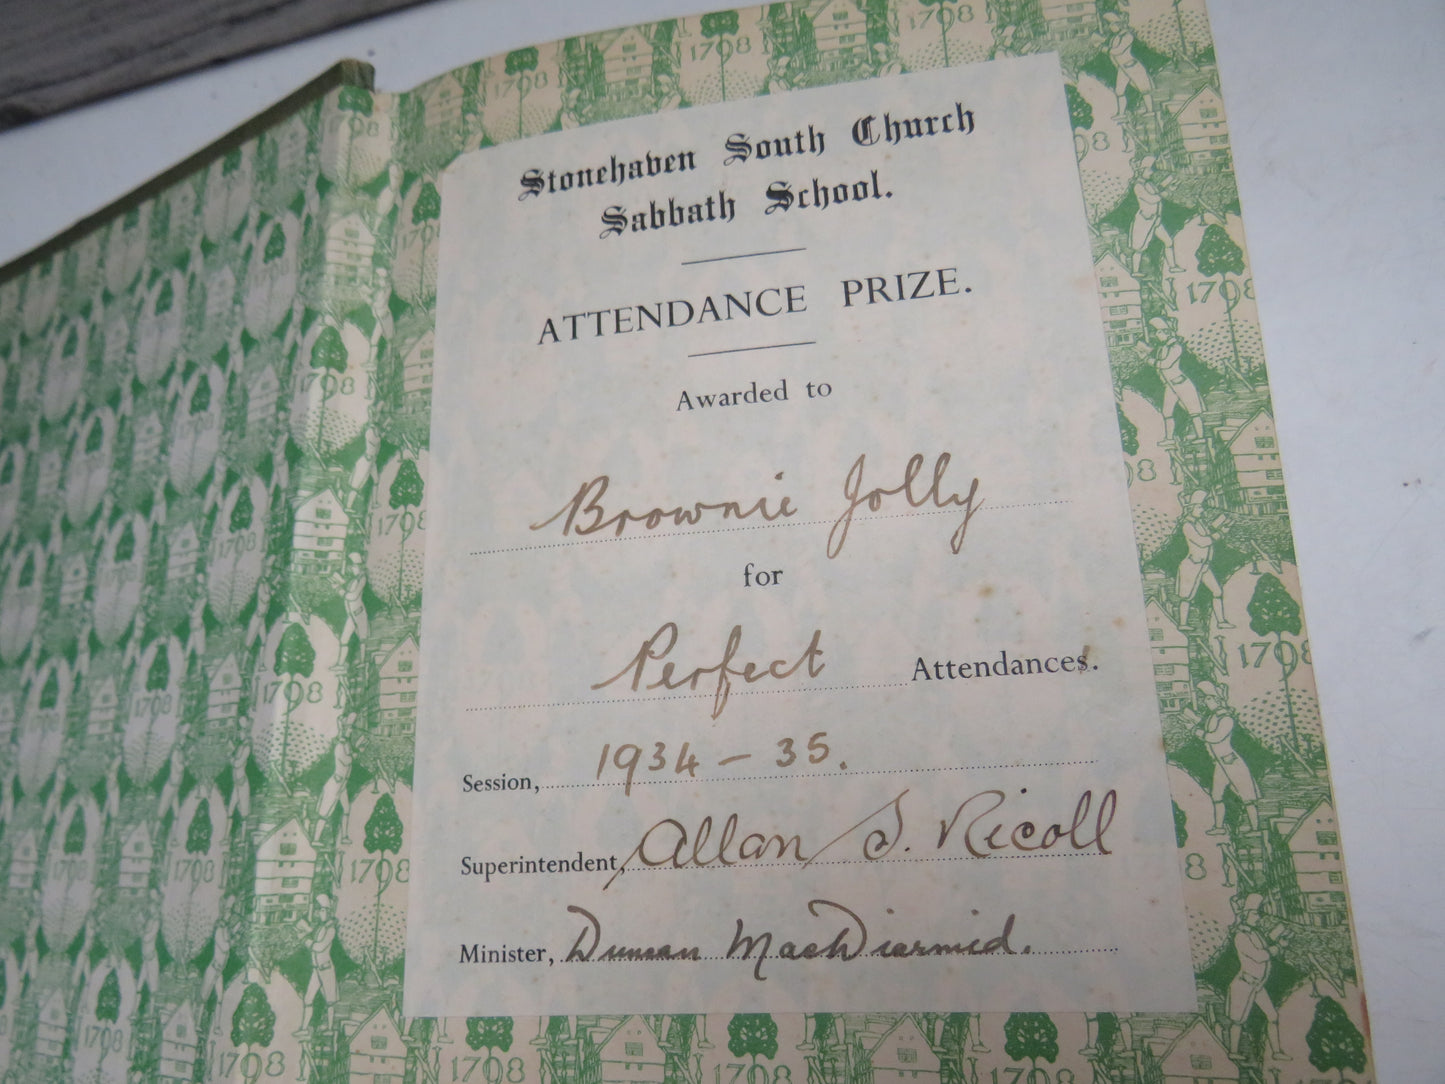 Stonehaven South Church
Sabbath School.
ATTENDANCE PRIZE.
Awarded to
Brownie Jolly
for
Perfect Attendances.
Session, 1934 - 35.
Superintendent, Allan S. Nicoll
Minister, Duncan MacDiarmid.
1798